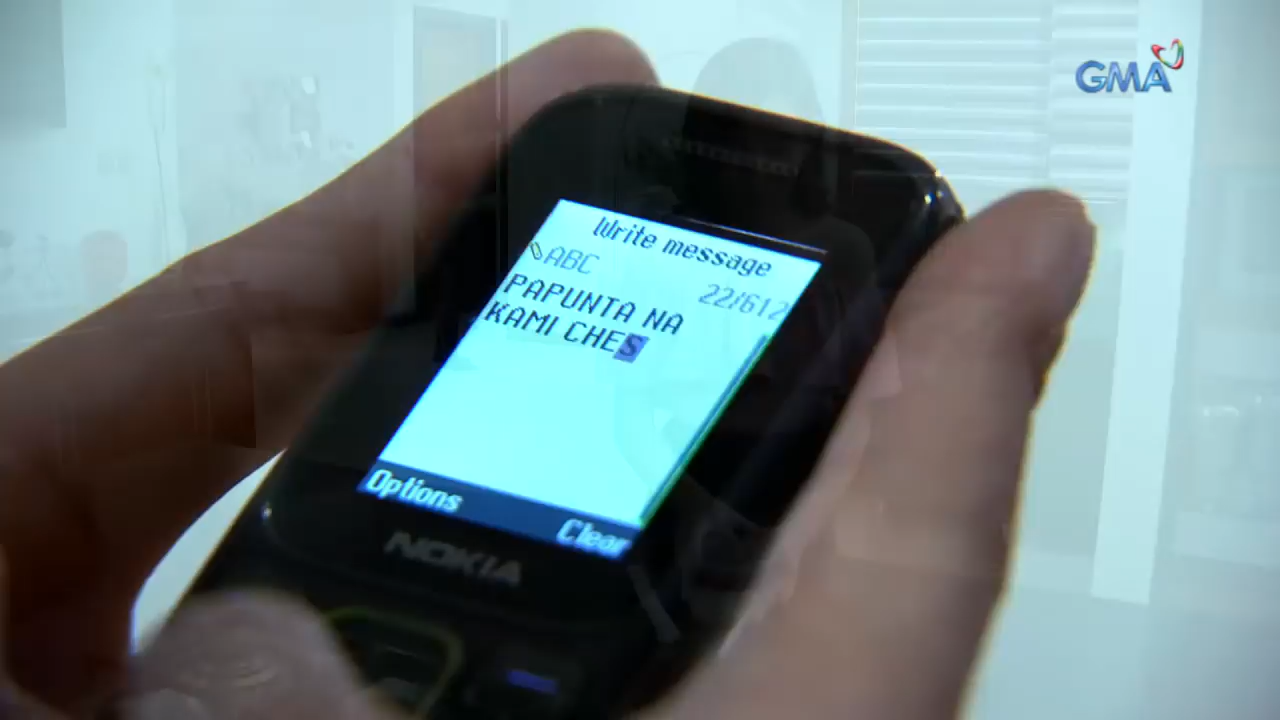 GMA
Write message
ABC
22/612
PAPUNTA NA
KAMI CHES
Options
Clear
NOKIA